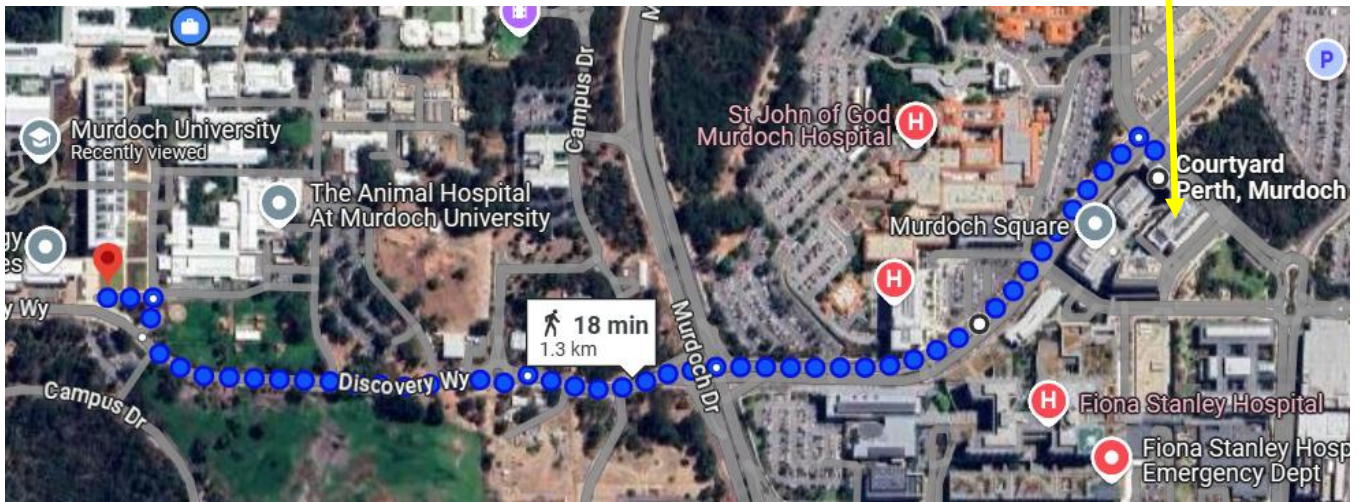 M
P
Campus Dr
St John of God
Murdoch Hospital
H
Murdoch University
Recently viewed
Courtyard
Perth, Murdoch
The Animal Hospital
At Murdoch University
Murdoch Square
gy
es
H
y Wy
18 min
1.3 km
Murdoch Dr
Discovery Wy
Campus Dr
H
Fiona Stanley Hospital
Fiona Stanley Hosp
Emergency Dept